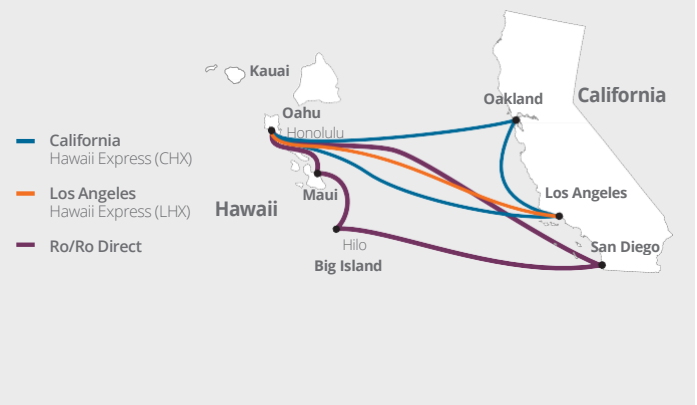 Kauai
Oahu
Honolulu
Oakland
California
California
Hawaii Express (CHX)
Los Angeles
Hawaii Express (LHX)
Ro/Ro Direct
Maui
Hawaii
Los Angeles
Hilo
Big Island
San Diego